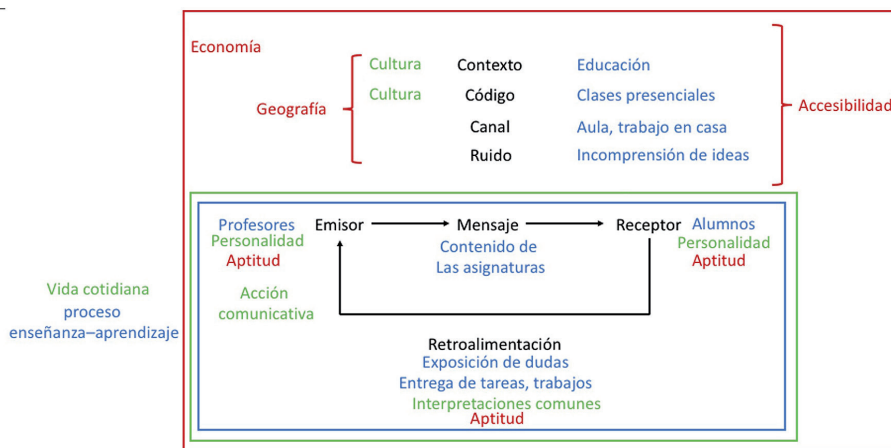 Economía
Cultura Contexto Educación
Geografía Cultura Código Clases presenciales Accesibilidad
Canal Aula, trabajo en casa
Ruido Incomprensión de ideas
Profesores Emisor Mensaje Receptor Alumnos
Personalidad Contenido de Personalidad
Aptitud Las asignaturas Aptitud
Vida cotidiana Acción
proceso comunicativa
enseñanza–aprendizaje
Retroalimentación
Exposición de dudas
Entrega de tareas, trabajos
Interpretaciones comunes
Aptitud